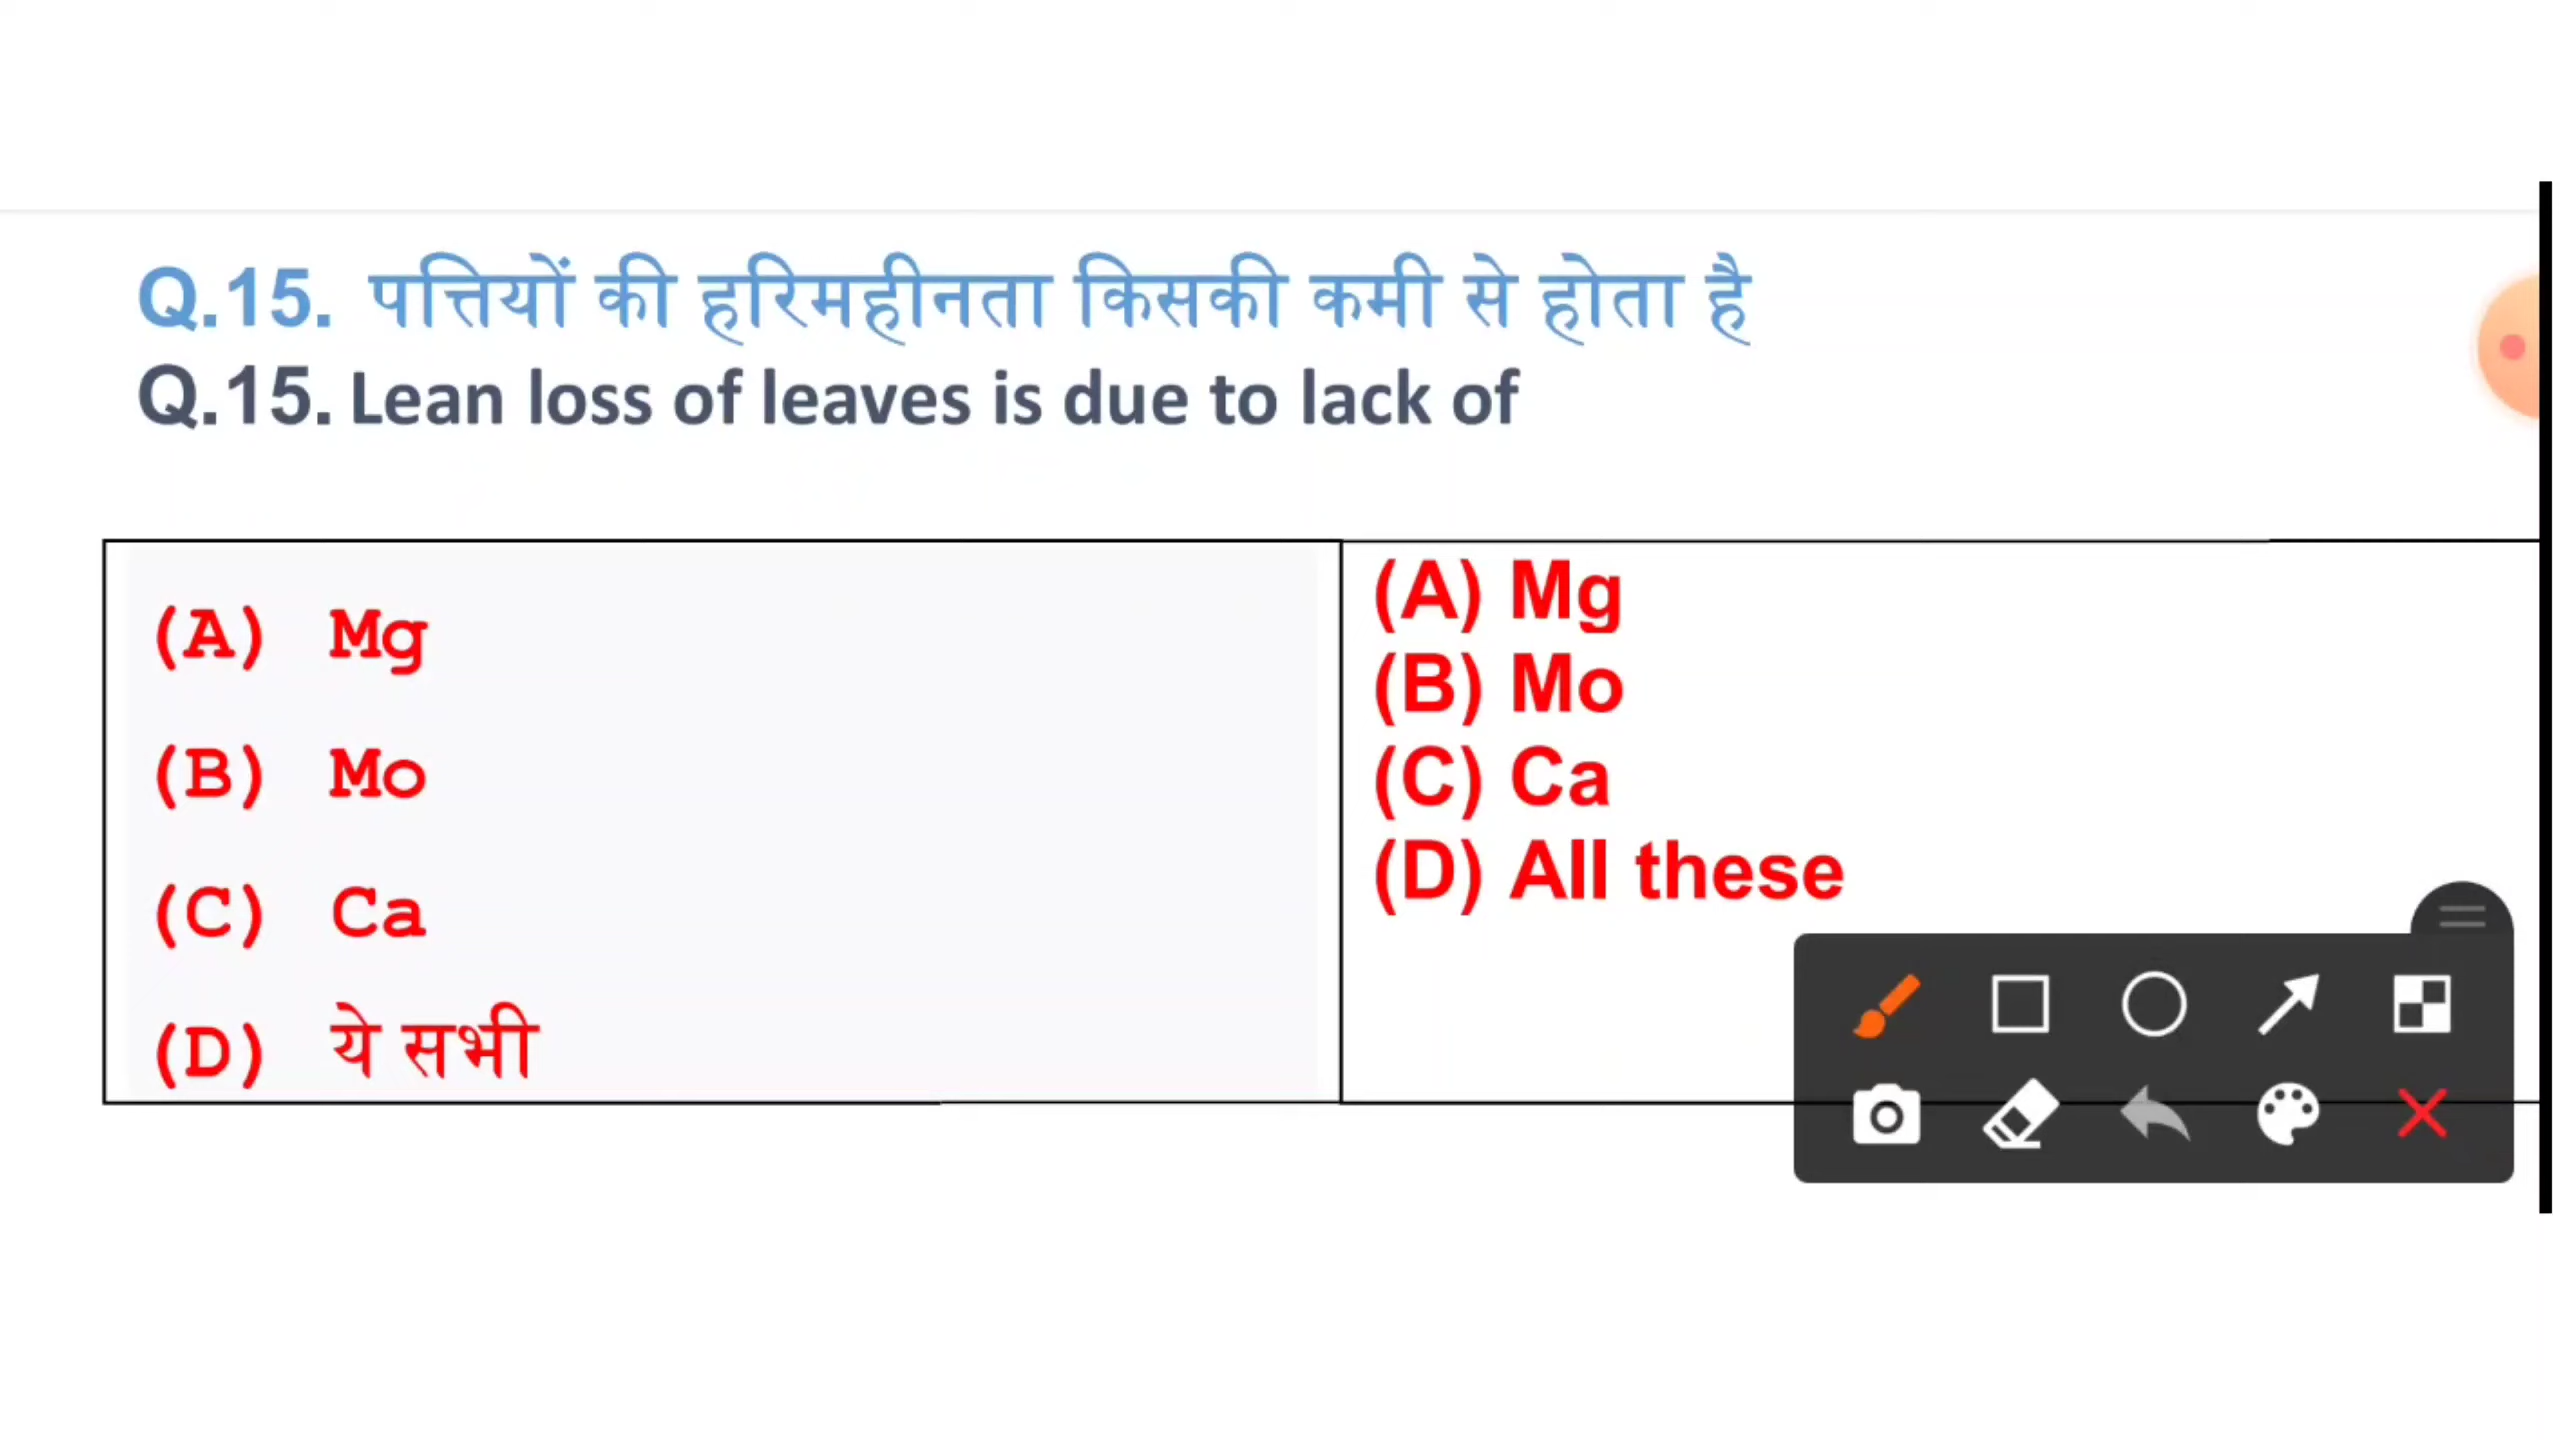 Q.15. पत्तियों की हरिमहीनता किसकी कमी से होता है
Q.15. Lean loss of leaves is due to lack of
(A) Mg
(B) Mo
(C) Ca
(D) ये सभी
(A) Mg
(B) Mo
(C) Ca
(D) All these